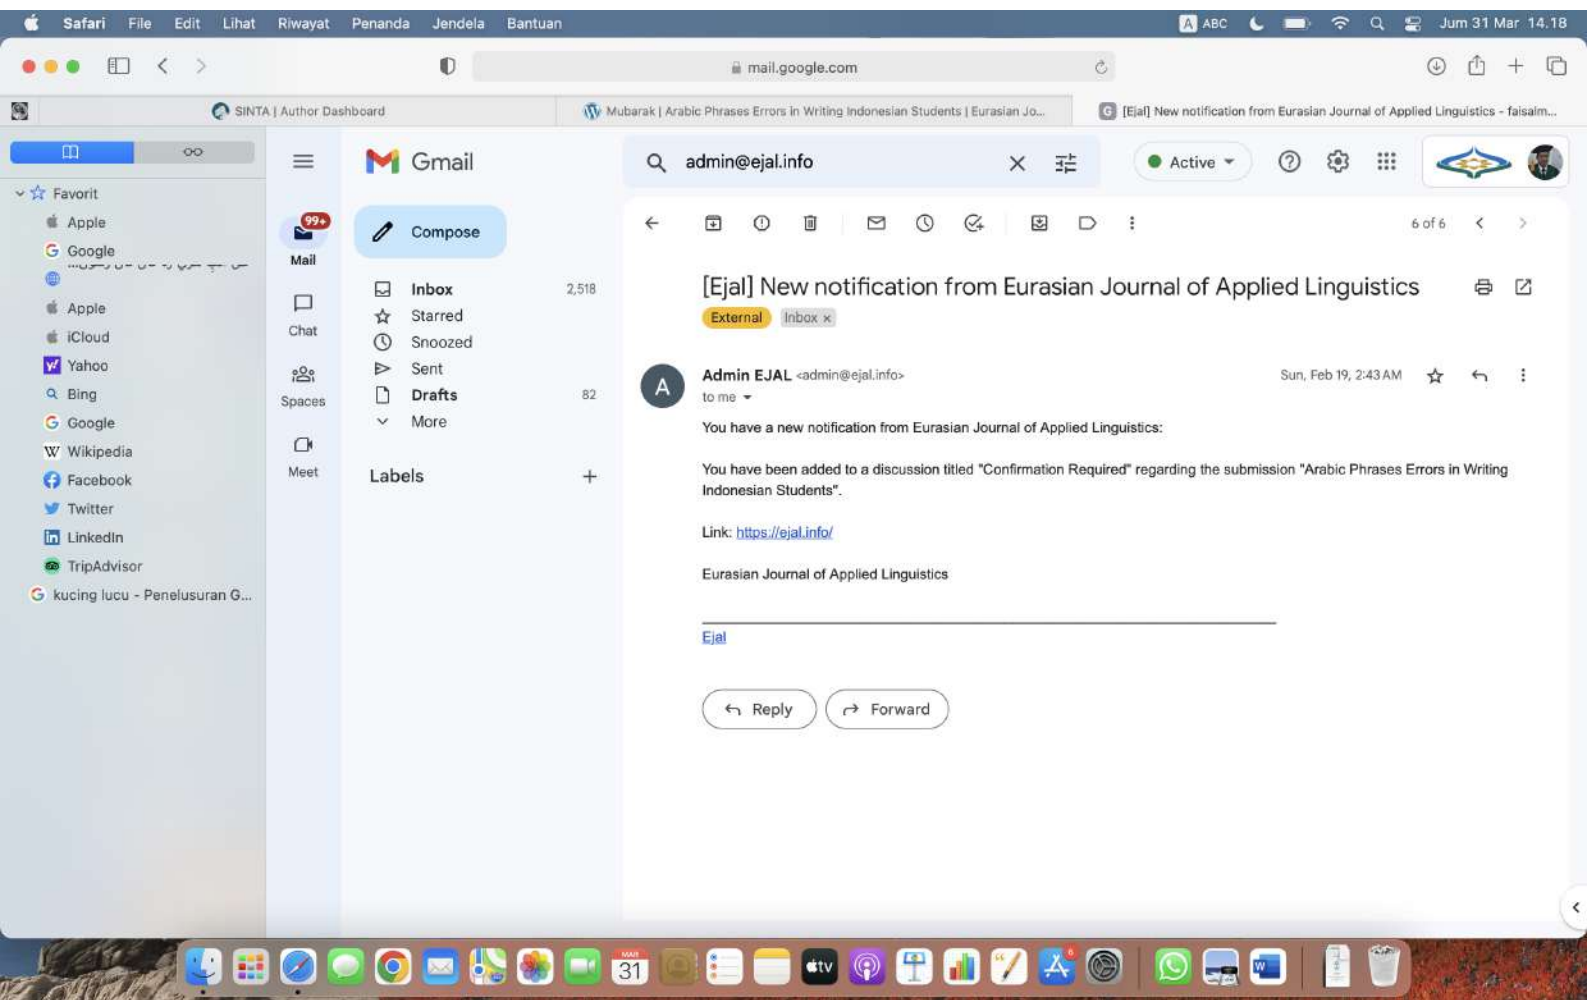 Safari File Edit Lihat Riwayat Penanda Jendela Bantuan
A ABC Jum 31 Mar 14.18
mail.google.com
SINTA | Author Dashboard
Mubarak | Arabic Phrases Errors in Writing Indonesian Students | Eurasian Jo...
G [Ejal] New notification from Eurasian Journal of Applied Linguistics - faisalm...
Favorit
Apple
Google
Apple
iCloud
Yahoo
Bing
Google
Wikipedia
Facebook
Twitter
LinkedIn
TripAdvisor
kucing lucu - Penelusuran G...
99+
Mail
Chat
Spaces
Meet
Gmail
Compose
Inbox 2,518
Starred
Snoozed
Sent
Drafts 82
More
Labels
admin@ejal.info
Active
6 of 6
[Ejal] New notification from Eurasian Journal of Applied Linguistics
External Inbox x
A
Admin EJAL <admin@ejal.info> Sun, Feb 19, 2:43 AM
to me
You have a new notification from Eurasian Journal of Applied Linguistics:
You have been added to a discussion titled "Confirmation Required" regarding the submission "Arabic Phrases Errors in Writing
Indonesian Students".
Link: https://ejal.info/
Eurasian Journal of Applied Linguistics
Ejal
Reply Forward
MAR
31
tv
6
W